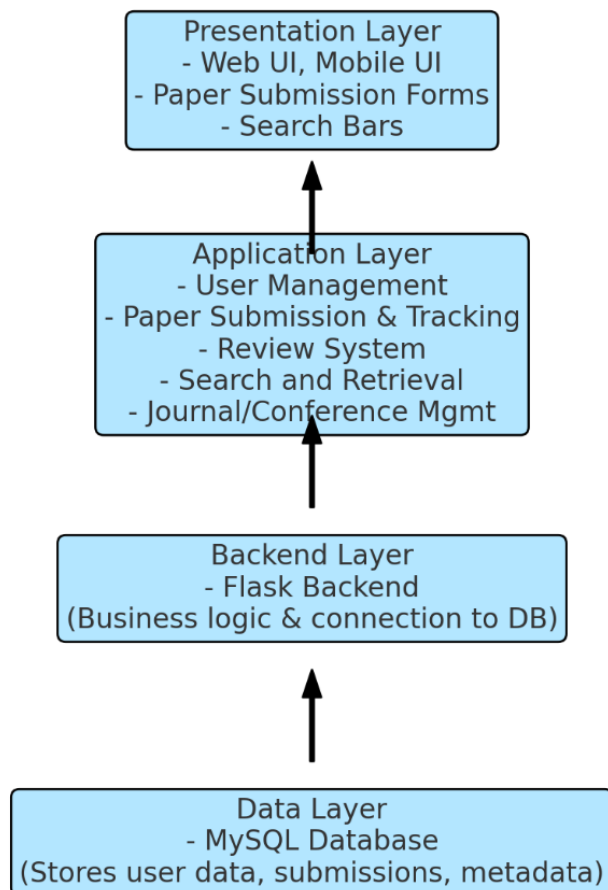 Presentation Layer
- Web UI, Mobile UI
- Paper Submission Forms
- Search Bars
Application Layer
- User Management
- Paper Submission & Tracking
- Review System
- Search and Retrieval
- Journal/Conference Mgmt
Backend Layer
- Flask Backend
(Business logic & connection to DB)
Data Layer
- MySQL Database
(Stores user data, submissions, metadata)